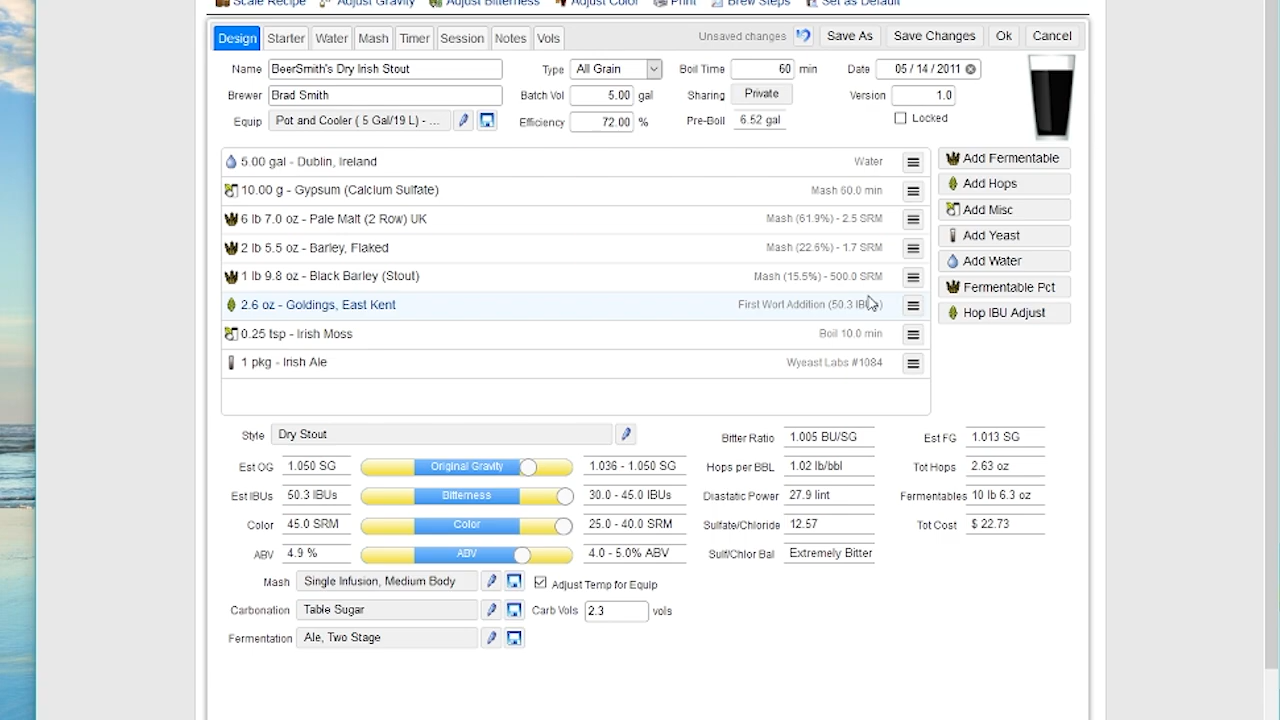 Scale Recipe Adjust Gravity Adjust Bitterness Adjust Color Print Brew Steps Set as Default
Design Starter Water Mash Timer Session Notes Vols Unsaved changes Save As Save Changes Ok Cancel
Name BeerSmith's Dry Irish Stout Type All Grain Boil Time 60 min Date 05 / 14 / 2011
Brewer Brad Smith Batch Vol 5.00 gal Sharing Private Version 1.0
Equip Pot and Cooler ( 5 Gal/19 L) - ... Efficiency 72.00 % Pre-Boil 6.52 gal Locked
5.00 gal - Dublin, Ireland Water Add Fermentable
10.00 g - Gypsum (Calcium Sulfate) Mash 60.0 min Add Hops
6 lb 7.0 oz - Pale Malt (2 Row) UK Mash (61.9%) - 2.5 SRM Add Misc
2 lb 5.5 oz - Barley, Flaked Mash (22.6%) - 1.7 SRM Add Yeast
1 lb 9.8 oz - Black Barley (Stout) Mash (15.5%) - 500.0 SRM Add Water
2.6 oz - Goldings, East Kent First Wort Addition (50.3 Fermentable Pct
0.25 tsp - Irish Moss Boil 10.0 min Hop IBU Adjust
1 pkg - Irish Ale Wyeast Labs #1084
Style Dry Stout Bitter Ratio 1.005 BU/SG Est FG 1.013 SG
Est OG 1.050 SG Original Gravity 1.036 - 1.050 SG Hops per BBL 1.02 lb/bbl Tot Hops 2.63 oz
Est IBUs 50.3 IBUs Bitterness 30.0 - 45.0 IBUs Diastatic Power 27.9 lint Fermentables 10 lb 6.3 oz
Color 45.0 SRM Color 25.0 - 40.0 SRM Sulfate/Chloride 12.57 Tot Cost $ 22.73
ABV 4.9 % ABV 4.0 - 5.0% ABV Sulf/Chlor Bal Extremely Bitter
Mash Single Infusion, Medium Body Adjust Temp for Equip
Carbonation Table Sugar Carb Vols 2.3 vols
Fermentation Ale, Two Stage